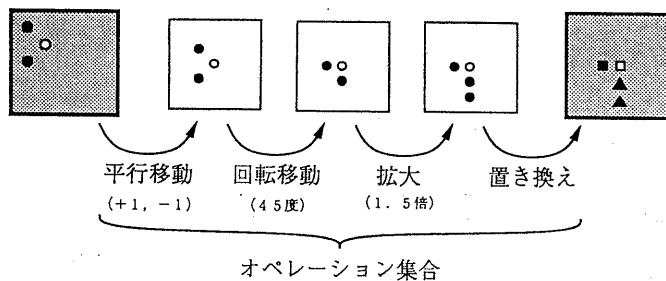 平行移動 回転移動 拡大 置き換え
(+1, -1) (45度) (1.5倍)
オペレーション集合